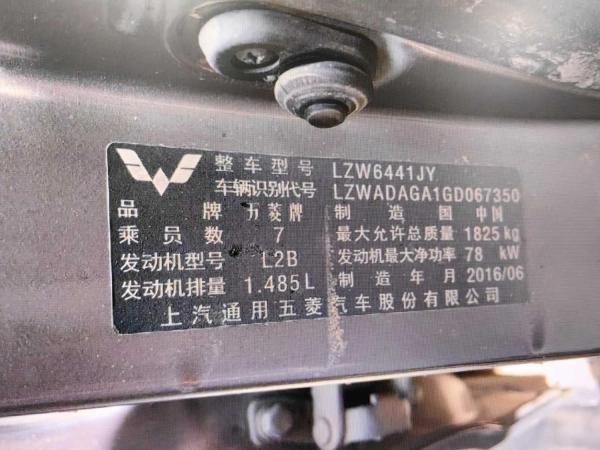 整车型号 LZW6441JY
车辆识别代号 LZWADAGA1GD067350
品牌 五菱牌 制造国 中国
乘员数 7 最大允许总质量 1825 kg
发动机型号 L2B 发动机最大净功率 78 kW
发动机排量 1.485 L 制造年月 2016/06
上汽通用五菱汽车股份有限公司